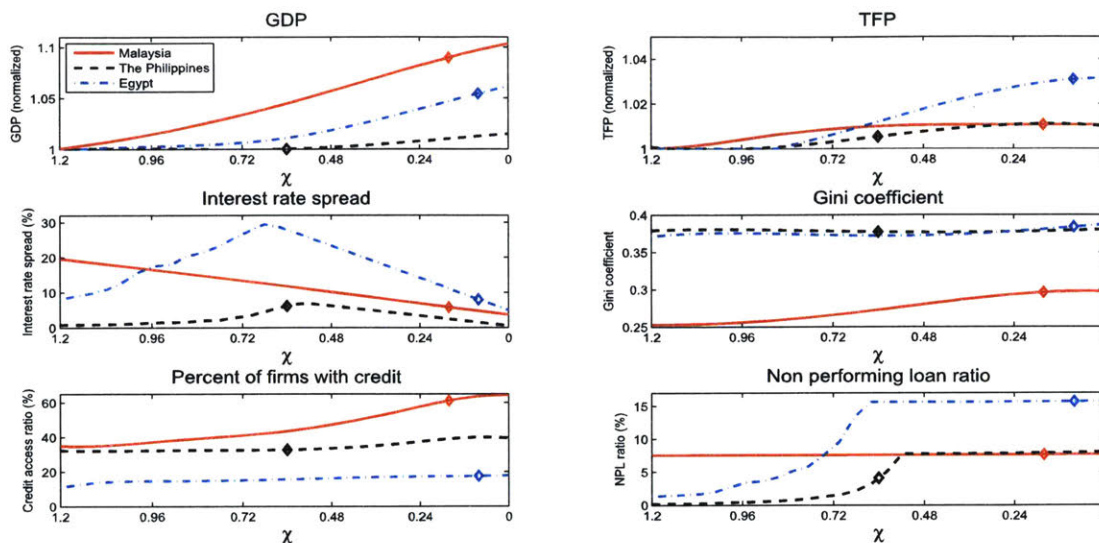 GDP
GDP (normalized)
1.1
1.05
1
Malaysia
The Philippines
Egypt
1.2 0.96 0.72 0.48 0.24 0
χ
TFP
TFP (normalized)
1.04
1.02
1
1.2 0.96 0.72 0.48 0.24
χ
Interest rate spread
Interest rate spread (%)
30
20
10
0
1.2 0.96 0.72 0.48 0.24 0
χ
Gini coefficient
Gini coefficient
0.4
0.35
0.3
0.25
1.2 0.96 0.72 0.48 0.24
χ
Percent of firms with credit
Credit access ratio (%)
60
40
20
0
1.2 0.96 0.72 0.48 0.24 0
χ
Non performing loan ratio
NPL ratio (%)
15
10
5
0
1.2 0.96 0.72 0.48 0.24
χ